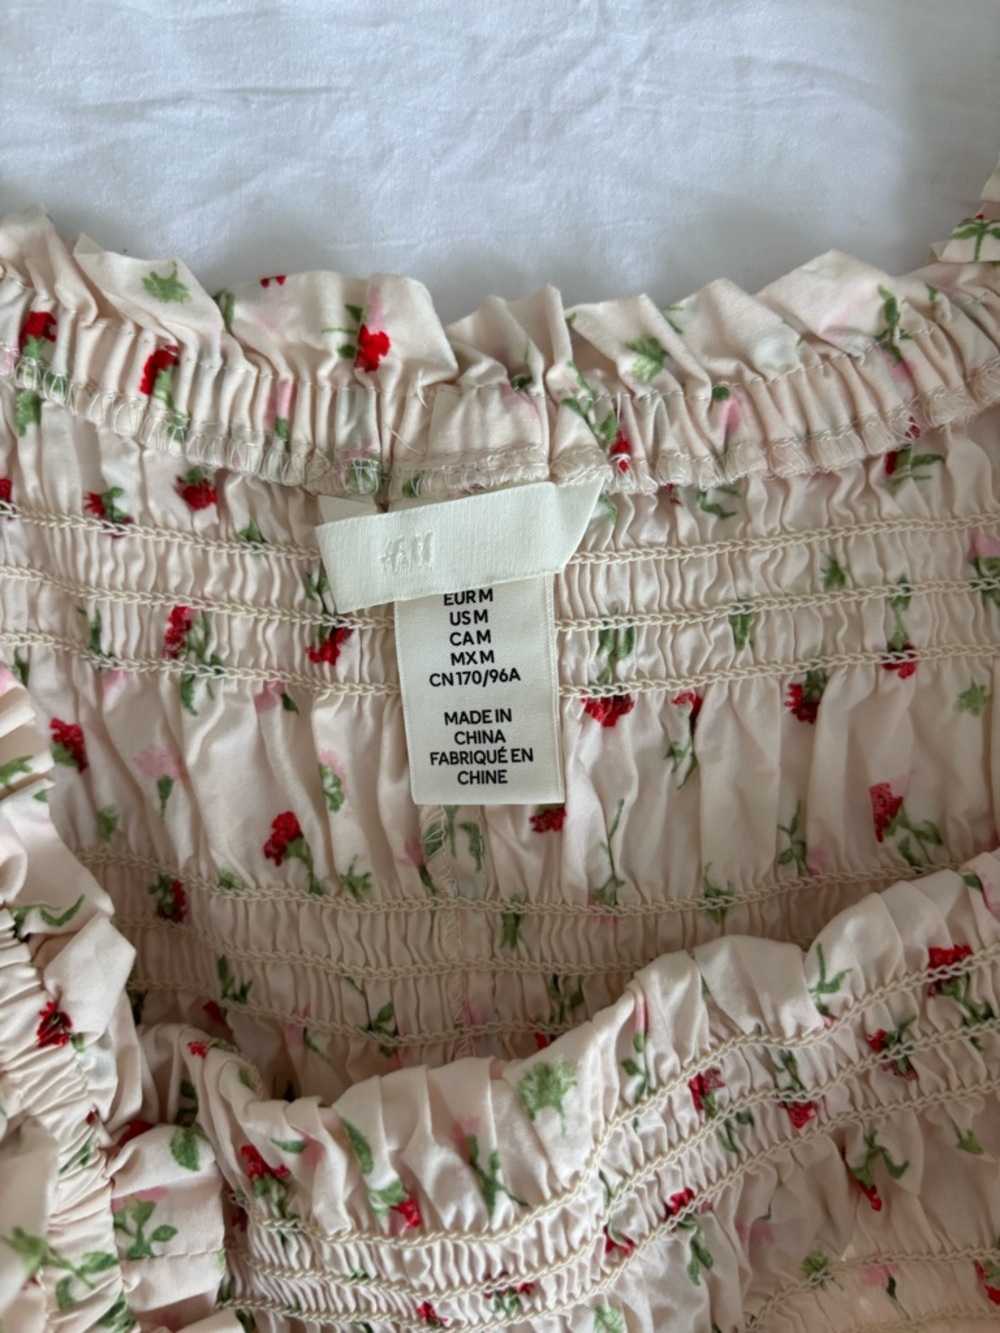 EUR M
US M
CA M
MX M
CN 170/96A
MADE IN
CHINA
FABRIQUÉ EN
CHINE